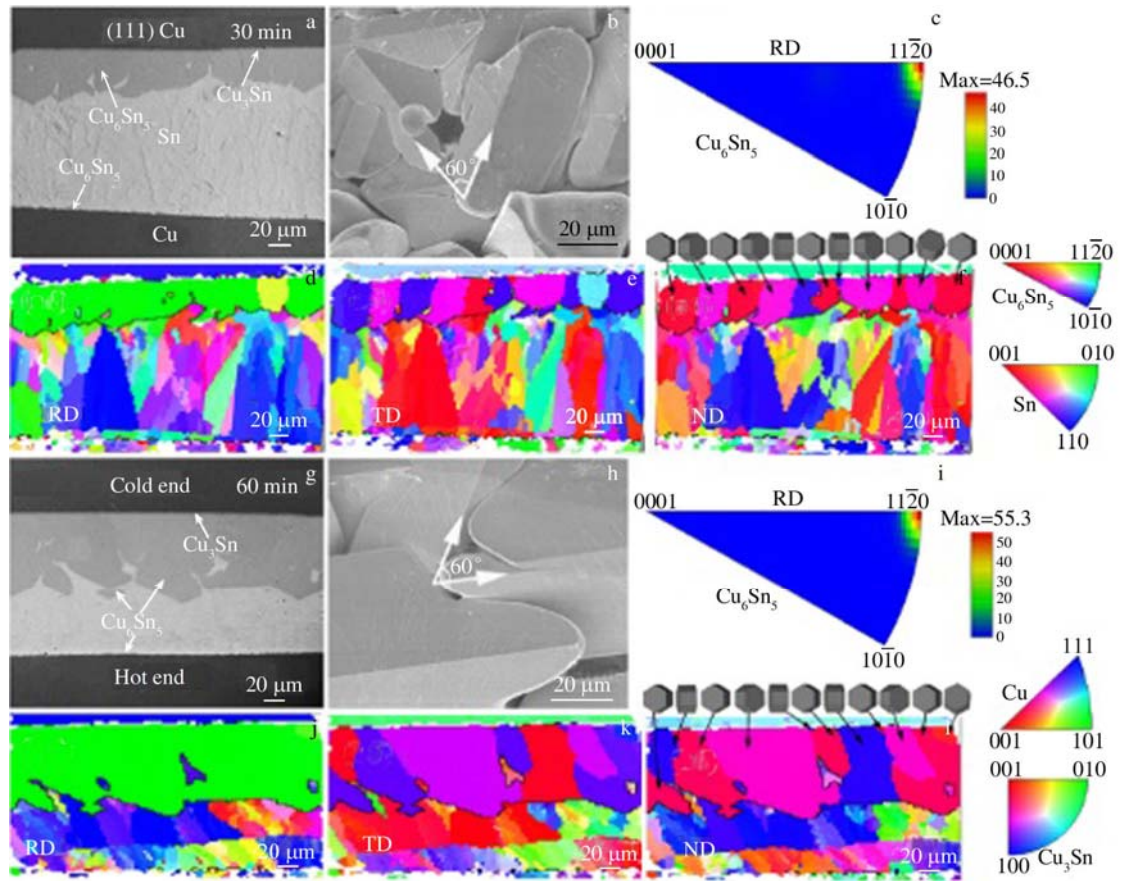 a
(111) Cu
30 min
Cu₃Sn
Cu₆Sn₅
Sn
Cu₆Sn₅
20 μm
Cu
b
60°
20 μm
c
0001
RD
112̅0
Max=46.5
40
30
20
10
0
Cu₆Sn₅
101̅0
d
RD
20 μm
e
TD
20 μm
f
ND
20 μm
0001
112̅0
Cu₆Sn₅
101̅0
001
010
Sn
110
g
Cold end
60 min
Cu₃Sn
Cu₆Sn₅
Hot end
20 μm
h
60°
20 μm
i
0001
RD
112̅0
Max=55.3
50
40
30
20
10
0
Cu₆Sn₅
101̅0
j
RD
20 μm
k
TD
20 μm
l
ND
20 μm
111
Cu
001
101
001
010
100
Cu₃Sn